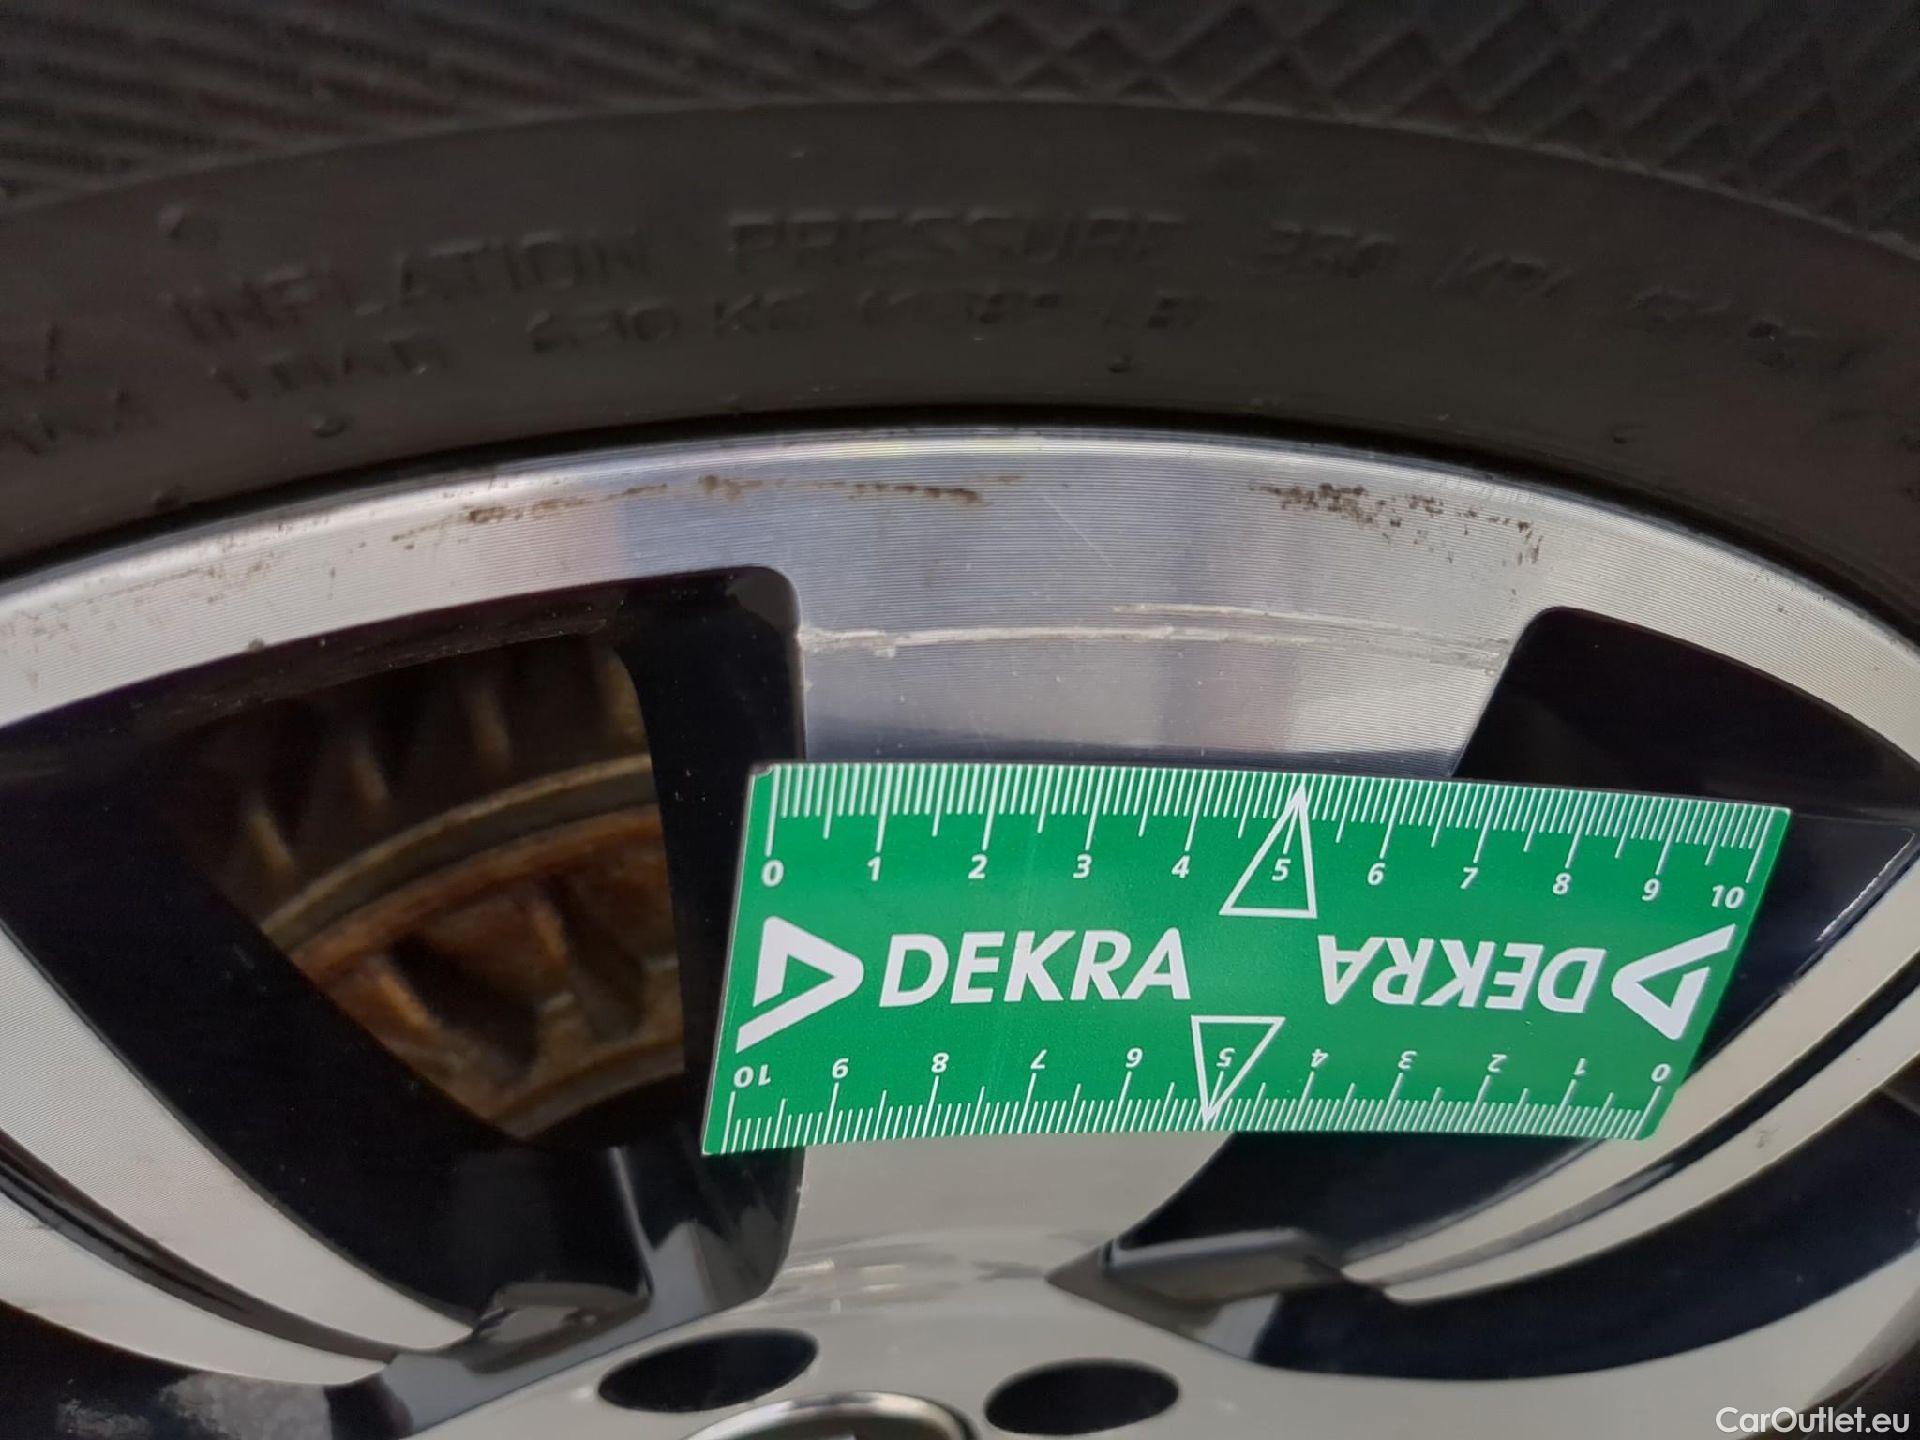 INFLATION PRESSURE 350
0 1 2 3 4 5 6 7 8 9 10
DEKRA DEKRA
10 9 8 7 6 5 4 3 2 1 0
CarOutlet.eu